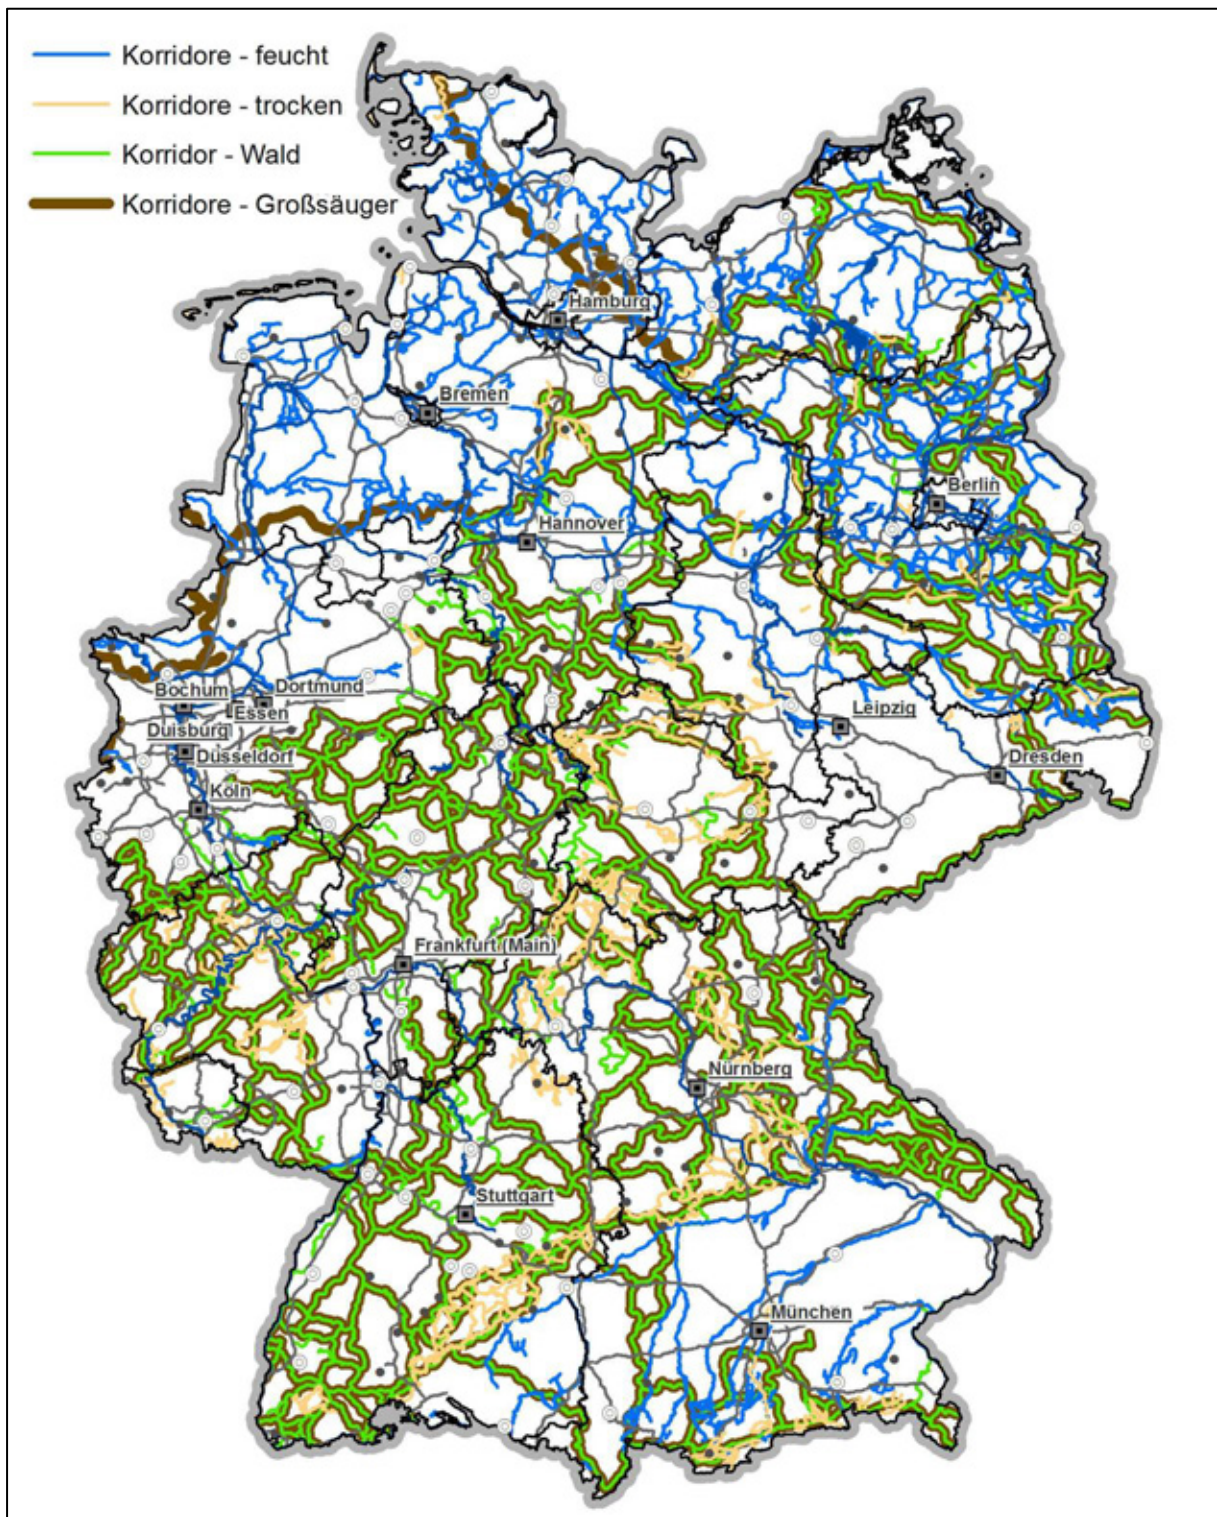 Korridore - feucht
Korridore - trocken
Korridor - Wald
Korridore - Großsäuger
Hamburg
Bremen
Berlin
Hannover
Bochum
Dortmund
Essen
Duisburg
Düsseldorf
Leipzig
Dresden
Köln
Frankfurt (Main)
Nürnberg
Stuttgart
München